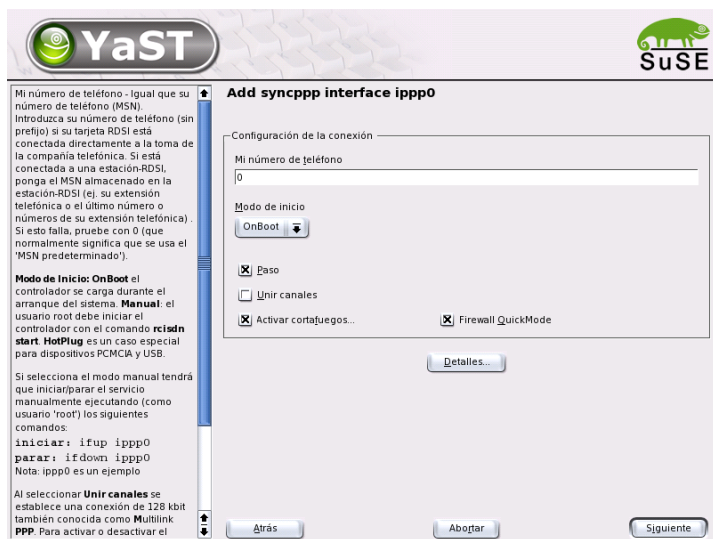 YaST
SuSE
Mi número de teléfono - Igual que su
número de teléfono (MSN).
Introduzca su número de teléfono (sin
prefijo) si su tarjeta RDSI está
conectada directamente a la toma de
la compañía telefónica. Si está
conectada a una estación-RDSI,
ponga el MSN almacenado en la
estación-RDSI (ej. su extensión
telefónica o el último número o
números de su extensión telefónica) .
Si esto falla, pruebe con 0 (que
normalmente significa que se usa el
'MSN predeterminado').
Modo de Inicio: OnBoot el
controlador se carga durante el
arranque del sistema. Manual: el
usuario root debe iniciar el
controlador con el comando rcisdn
start. HotPlug es un caso especial
para dispositivos PCMCIA y USB.
Si selecciona el modo manual tendrá
que iniciar/parar el servicio
manualmente ejecutando (como
usuario 'root') los siguientes
comandos:
iniciar: ifup ippp0
parar: ifdown ippp0
Nota: ippp0 es un ejemplo
Al seleccionar Unir canales se
establece una conexión de 128 kbit
también conocida como Multilink
PPP. Para activar o desactivar el
Add syncppp interface ippp0
Configuración de la conexión
Mi número de teléfono
0
Modo de inicio
OnBoot
Paso
Unir canales
Activar cortafuegos...
Firewall QuickMode
Detalles...
Atrás
Abortar
Siguiente